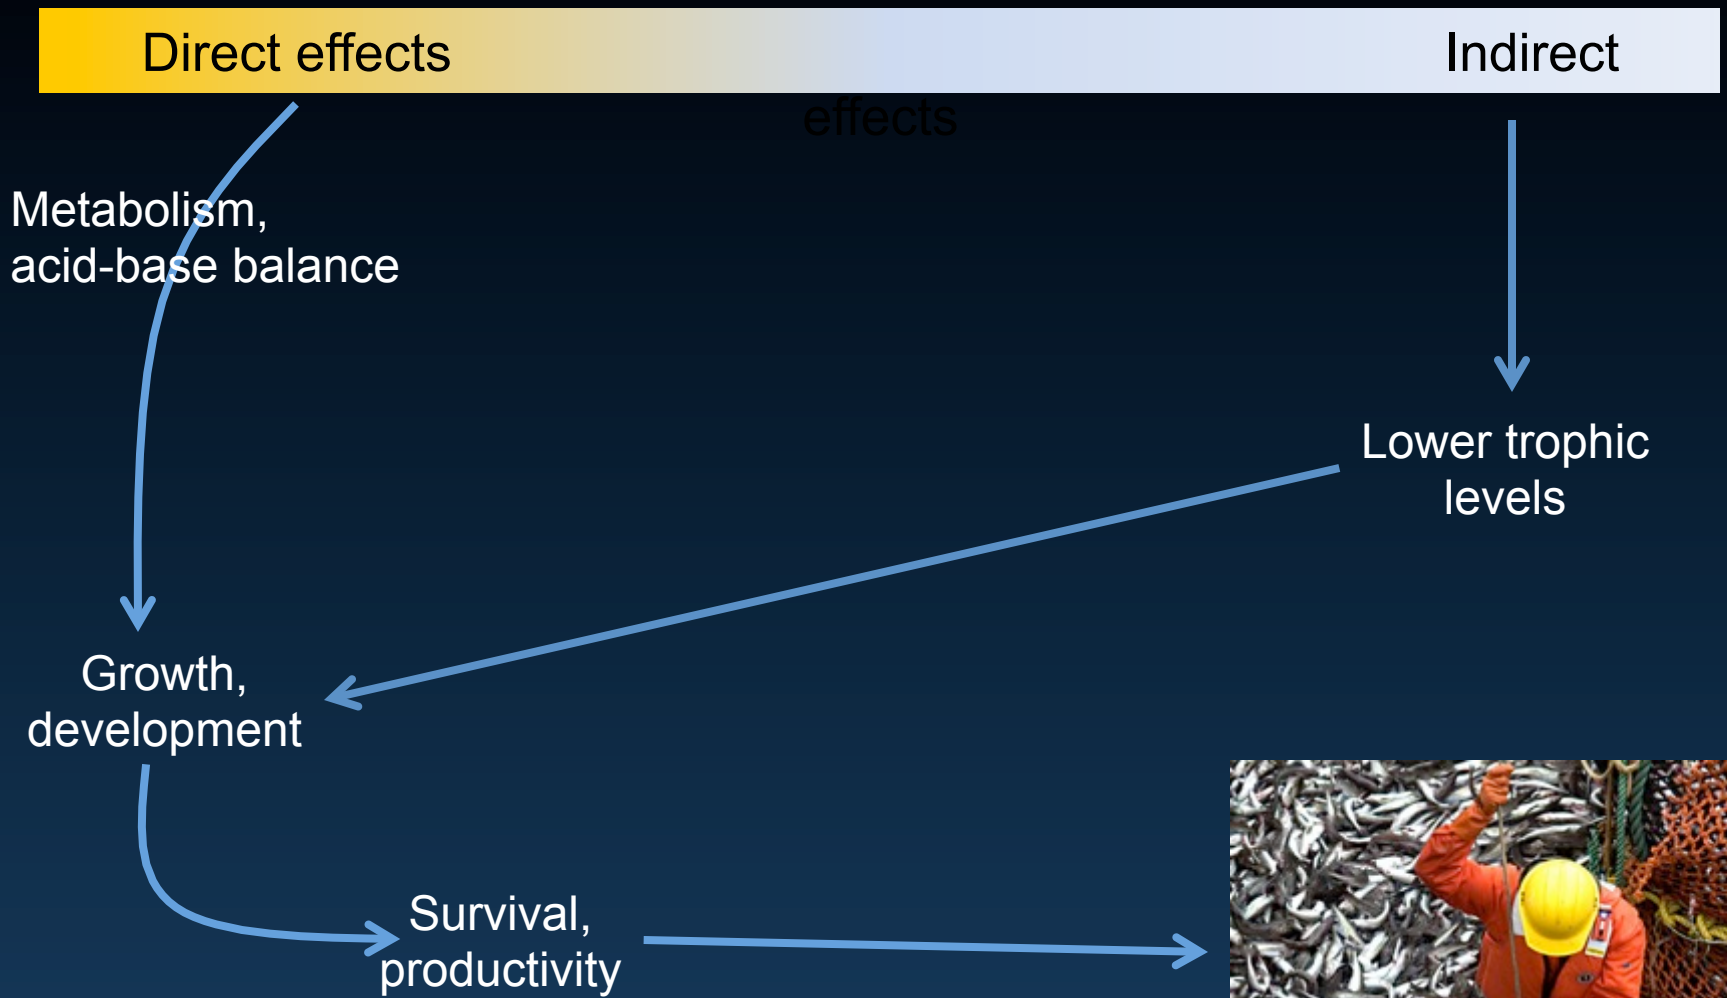 Direct effects Indirect
effects
Metabolism,
acid-base balance
Lower trophic
levels
Growth,
development
Survival,
productivity